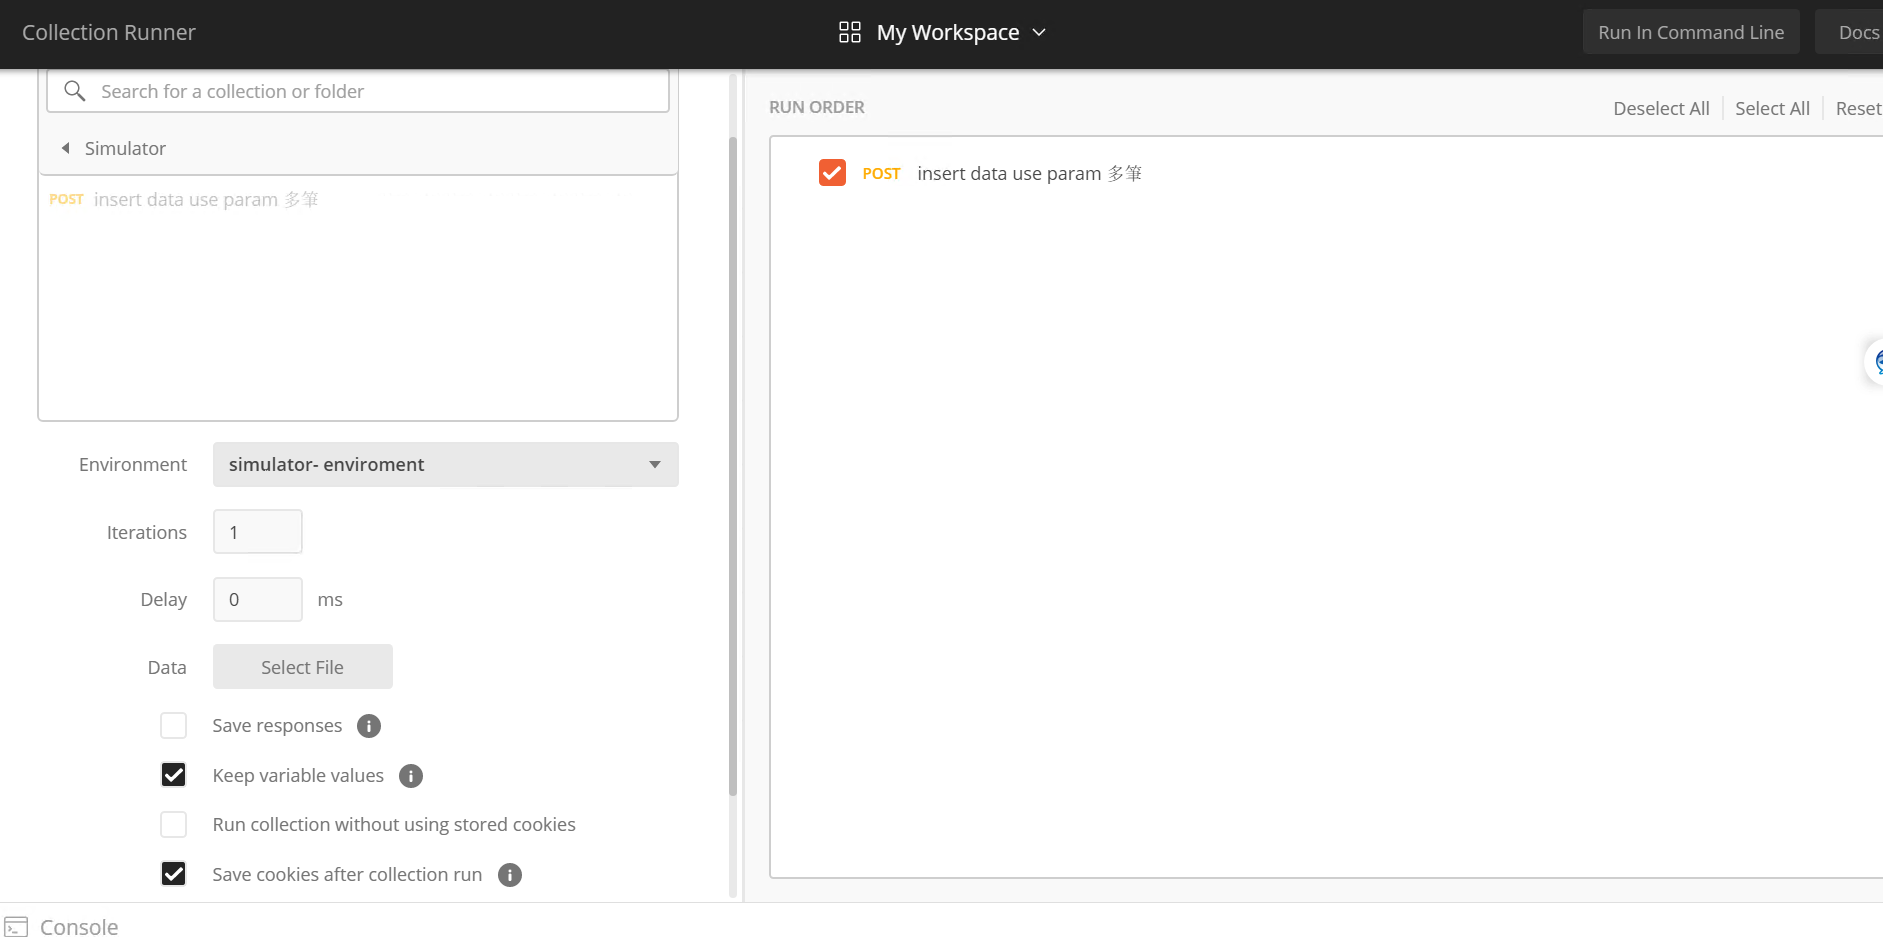 Collection Runner
My Workspace
Run In Command Line
Docs
Search for a collection or folder
Simulator
POST insert data use param 多筆
Environment simulator- enviroment
Iterations 1
Delay 0 ms
Data Select File
Save responses
Keep variable values
Run collection without using stored cookies
Save cookies after collection run
RUN ORDER
Deselect All Select All Reset
POST insert data use param 多筆
Console